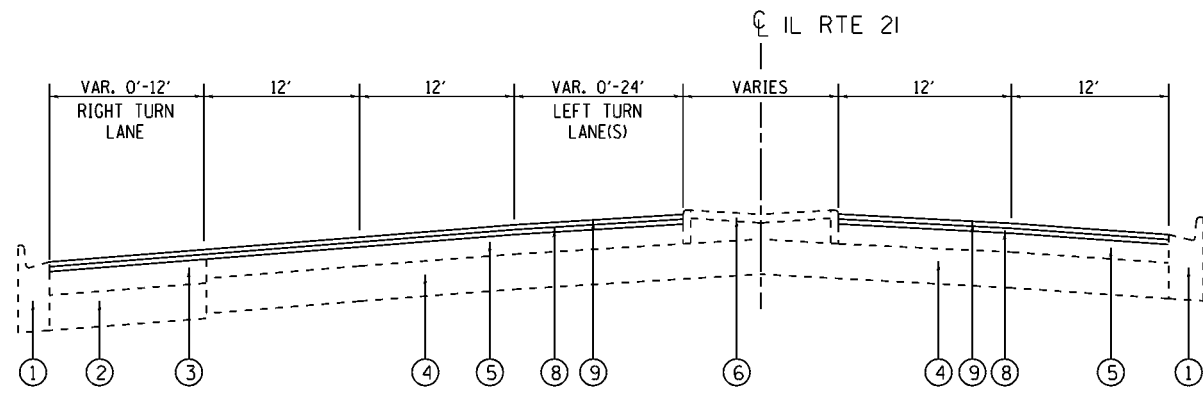 ℄ IL RTE 21
VAR. 0'-12'
RIGHT TURN
LANE
12'
12'
VAR. 0'-24'
LEFT TURN
LANE(S)
VARIES
12'
12'
1
2
3
4
5
8
9
6
4
9
8
5
1